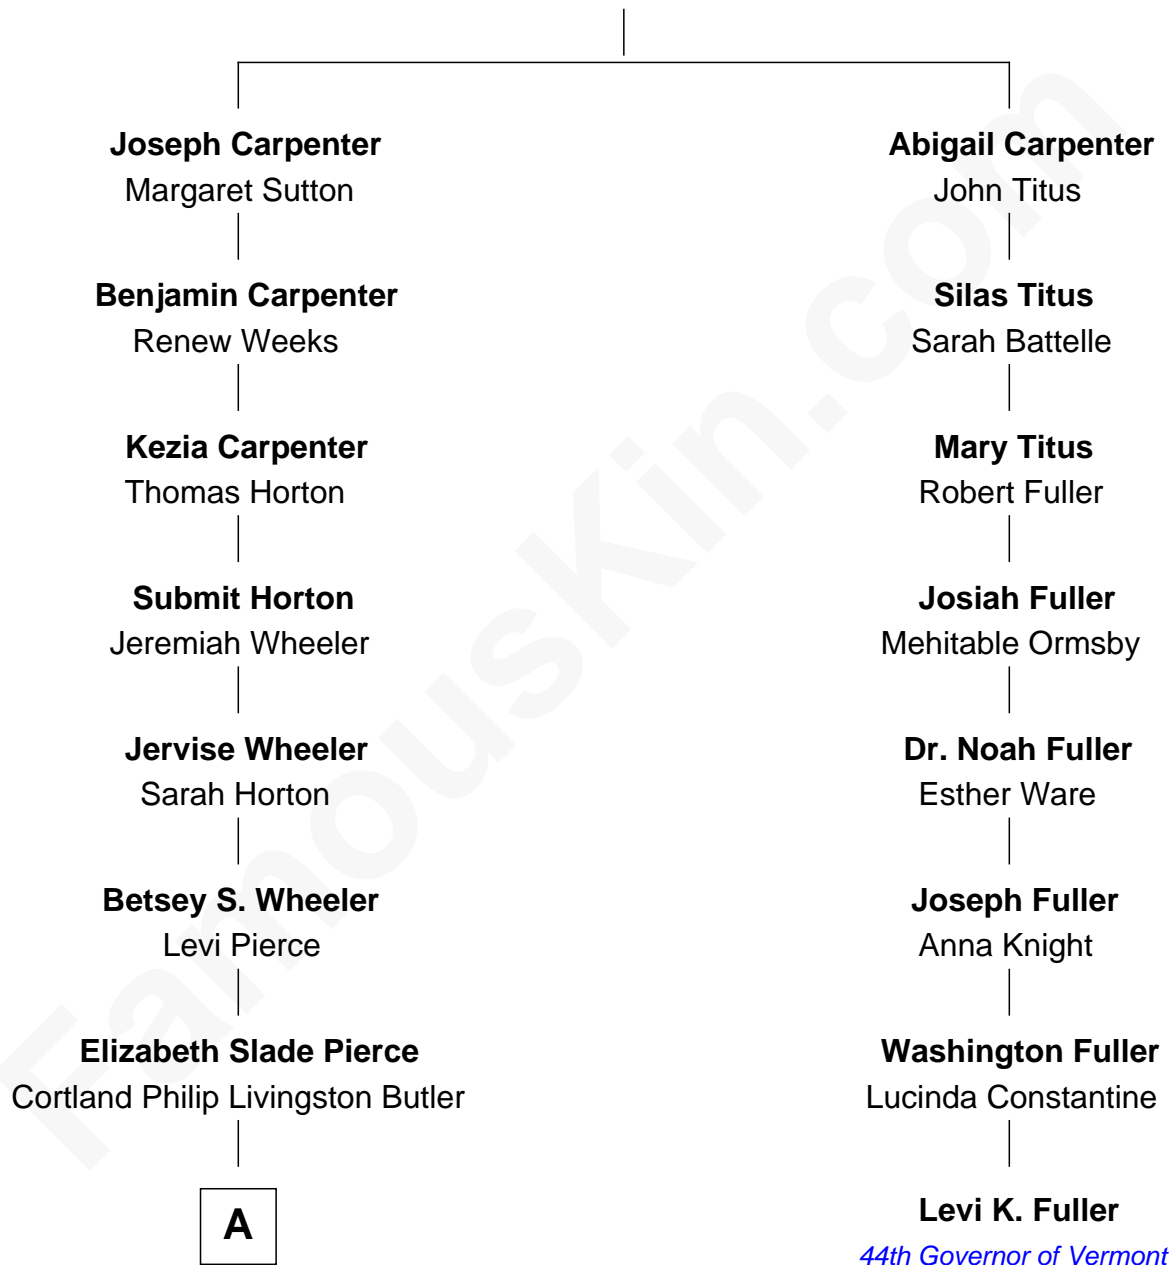 Joseph Carpenter
Margaret Sutton
Benjamin Carpenter
Renew Weeks
Kezia Carpenter
Thomas Horton
Submit Horton
Jeremiah Wheeler
Jervise Wheeler
Sarah Horton
Betsey S. Wheeler
Levi Pierce
Elizabeth Slade Pierce
Cortland Philip Livingston Butler
A
Abigail Carpenter
John Titus
Silas Titus
Sarah Battelle
Mary Titus
Robert Fuller
Josiah Fuller
Mehitable Ormsby
Dr. Noah Fuller
Esther Ware
Joseph Fuller
Anna Knight
Washington Fuller
Lucinda Constantine
Levi K. Fuller
44th Governor of Vermont
FamousKin.com